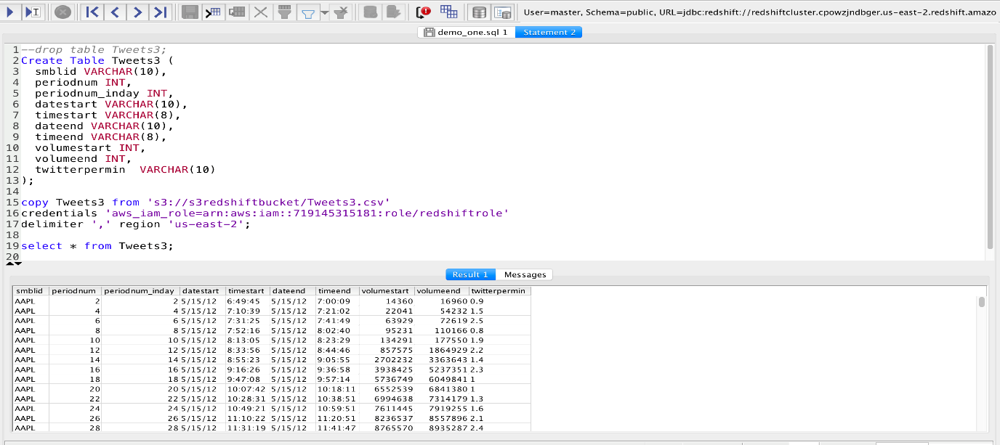 User=master, Schema=public, URL=jdbc:redshift://redshiftcluster.cpowzjndbger.us-east-2.redshift.amazo
demo_one.sql 1 Statement 2
1 --drop table Tweets3;
2 Create Table Tweets3 (
3 smblid VARCHAR(10),
4 periodnum INT,
5 periodnum_inday INT,
6 datestart VARCHAR(10),
7 timestart VARCHAR(8),
8 dateend VARCHAR(10),
9 timeend VARCHAR(8),
10 volumestart INT,
11 volumeend INT,
12 twitterpermin VARCHAR(10)
13 );
14
15 copy Tweets3 from 's3://s3redshiftbucket/Tweets3.csv'
16 credentials 'aws_iam_role=arn:aws:iam::719145315181:role/redshiftrole'
17 delimiter ',' region 'us-east-2';
18
19 select * from Tweets3;
20
Result 1 Messages
smblid periodnum periodnum_inday datestart timestart dateend timeend volumestart volumeend twitterpermin
AAPL 2 2 5/15/12 6:49:45 5/15/12 7:00:09 14360 16960 0.9
AAPL 4 4 5/15/12 7:10:39 5/15/12 7:21:02 22041 54232 1.5
AAPL 6 6 5/15/12 7:31:25 5/15/12 7:41:49 63929 72619 2.5
AAPL 8 8 5/15/12 7:52:16 5/15/12 8:02:40 95231 110166 0.8
AAPL 10 10 5/15/12 8:13:05 5/15/12 8:23:29 134291 177550 1.9
AAPL 12 12 5/15/12 8:33:56 5/15/12 8:44:46 857575 1864929 2.2
AAPL 14 14 5/15/12 8:55:23 5/15/12 9:05:55 2702232 3363643 1.4
AAPL 16 16 5/15/12 9:16:26 5/15/12 9:36:58 3938425 5237351 2.3
AAPL 18 18 5/15/12 9:47:08 5/15/12 9:57:14 5736749 6049841 1
AAPL 20 20 5/15/12 10:07:42 5/15/12 10:18:11 6552539 6841380 1
AAPL 22 22 5/15/12 10:28:31 5/15/12 10:38:51 6994638 7314179 1.3
AAPL 24 24 5/15/12 10:49:21 5/15/12 10:59:51 7611445 7919255 1.6
AAPL 26 26 5/15/12 11:10:22 5/15/12 11:20:51 8236537 8557896 2.1
AAPL 28 28 5/15/12 11:31:19 5/15/12 11:41:47 8765570 8935287 2.4